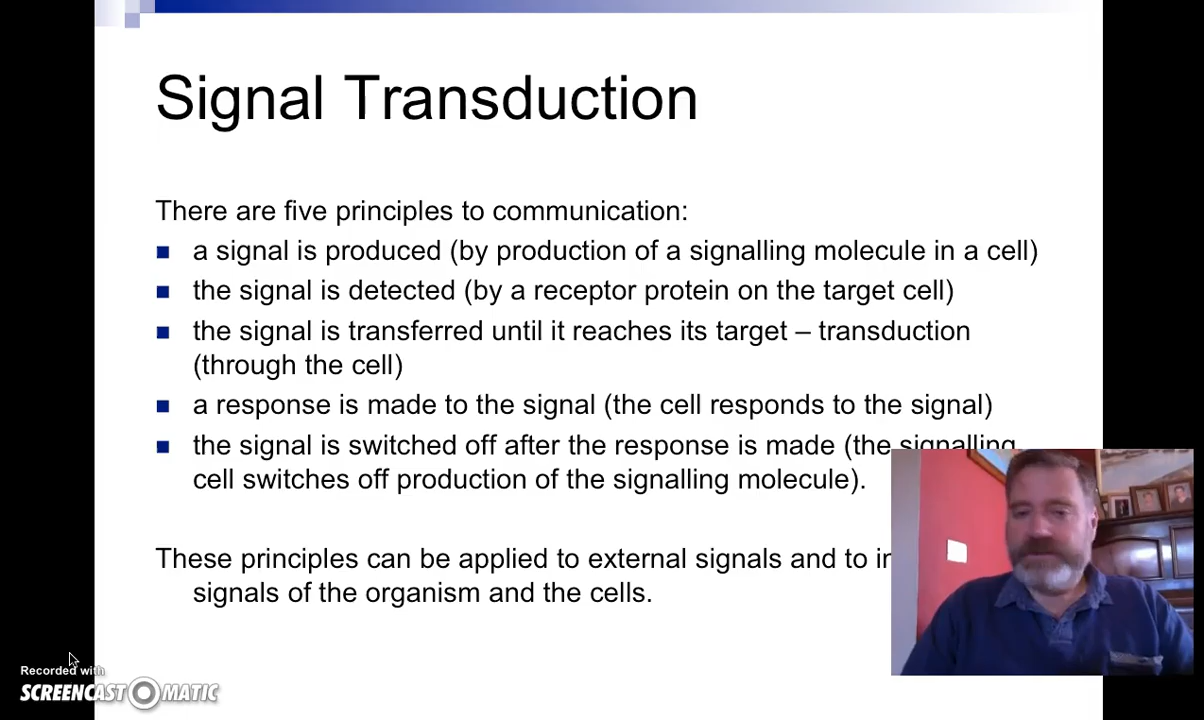 Signal Transduction
There are five principles to communication:
a signal is produced (by production of a signalling molecule in a cell)
the signal is detected (by a receptor protein on the target cell)
the signal is transferred until it reaches its target – transduction
(through the cell)
a response is made to the signal (the cell responds to the signal)
the signal is switched off after the response is made (the signalling
cell switches off production of the signalling molecule).
These principles can be applied to external signals and to
signals of the organism and the cells.
Recorded with
SCREENCAST MATIC